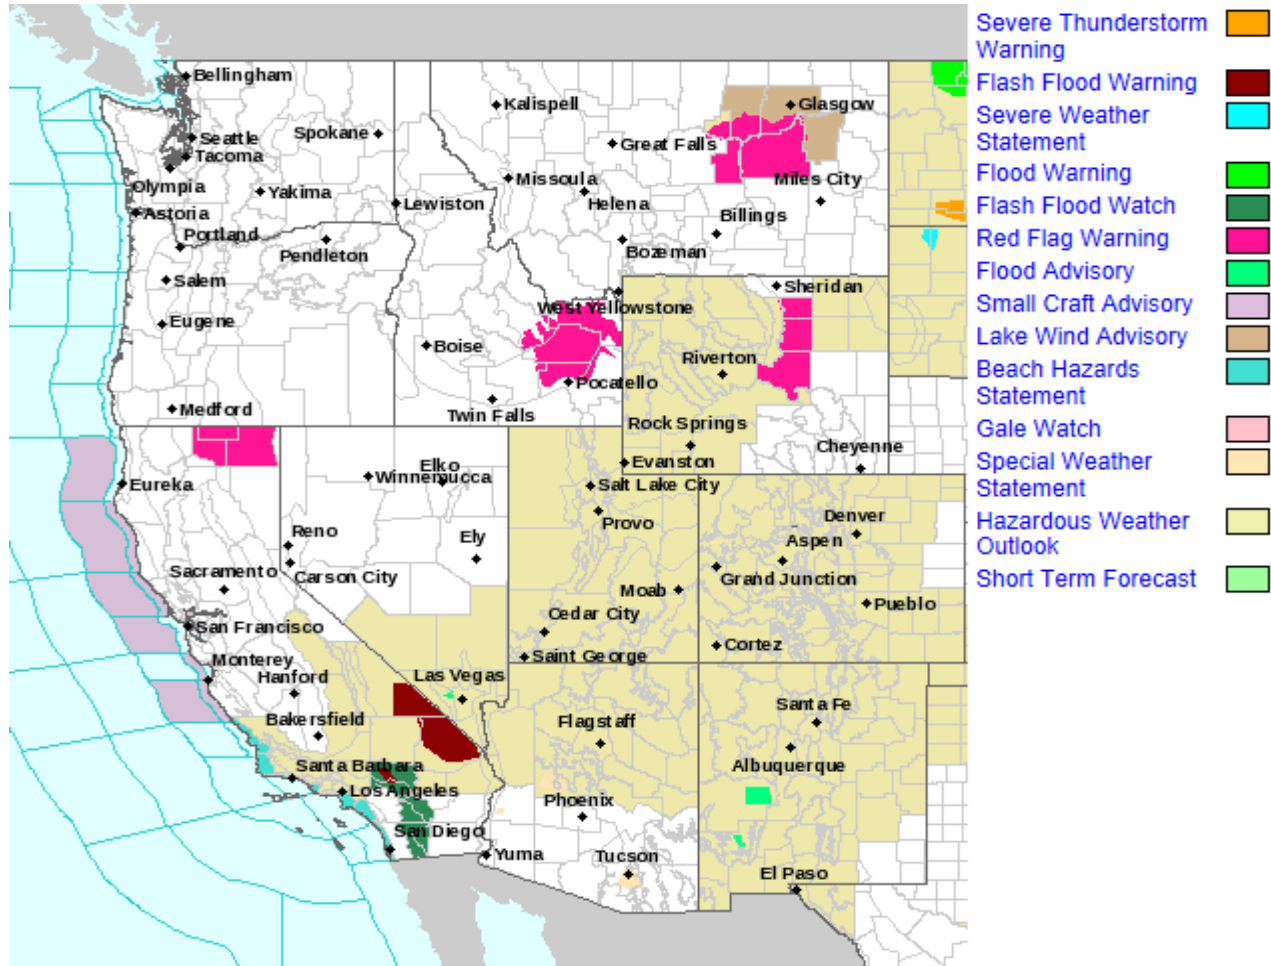 Bellingham
Seattle
Tacoma
Olympia
Spokane
Yakima
Astoria
Portland
Pendleton
Lewiston
Salem
Eugene
Medford
Kalispell
Great Falls
Glasgow
Missoula
Helena
Miles City
Billings
Bozeman
West Yellowstone
Boise
Pocatello
Twin Falls
Sheridan
Riverton
Rock Springs
Evanston
Cheyenne
Eureka
Winnemucca
Elko
Reno
Carson City
Ely
Sacramento
San Francisco
Monterey
Hanford
Bakersfield
Las Vegas
Santa Barbara
Los Angeles
San Diego
Salt Lake City
Provo
Moab
Cedar City
Saint George
Denver
Aspen
Grand Junction
Pueblo
Cortez
Flagstaff
Phoenix
Yuma
Tucson
Santa Fe
Albuquerque
El Paso
Severe Thunderstorm
Warning
Flash Flood Warning
Severe Weather
Statement
Flood Warning
Flash Flood Watch
Red Flag Warning
Flood Advisory
Small Craft Advisory
Lake Wind Advisory
Beach Hazards
Statement
Gale Watch
Special Weather
Statement
Hazardous Weather
Outlook
Short Term Forecast